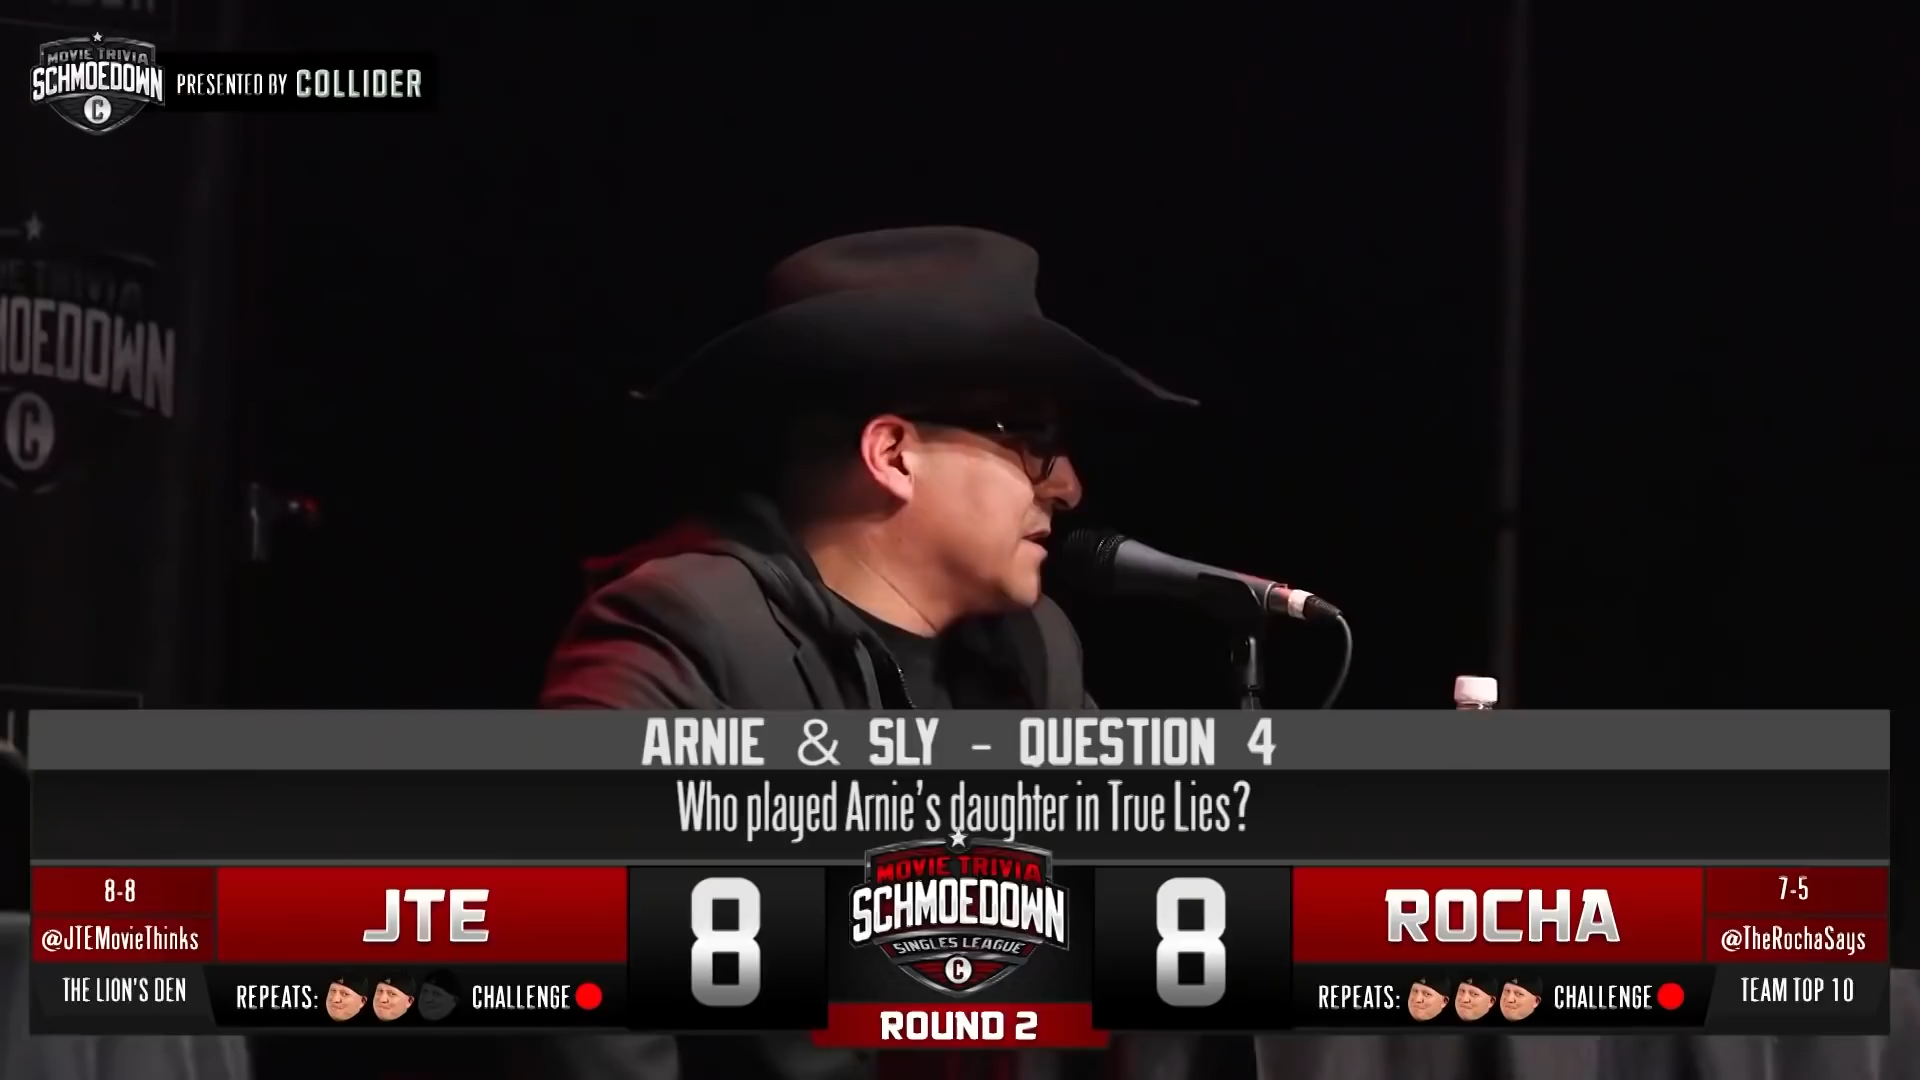 MOVIE TRIVIA
SCHMOEDOWN
C
PRESENTED BY COLLIDER
TRIVIA
MOEDOWN
C
ARNIE & SLY - QUESTION 4
Who played Arnie's daughter in True Lies?
8-8
@JTEMovieThinks
THE LION'S DEN
JTE
REPEATS:
CHALLENGE
8
MOVIE TRIVIA
SCHMOEDOWN
SINGLES LEAGUE
C
ROUND 2
8
ROCHA
REPEATS:
CHALLENGE
7-5
@TheRochaSays
TEAM TOP 10